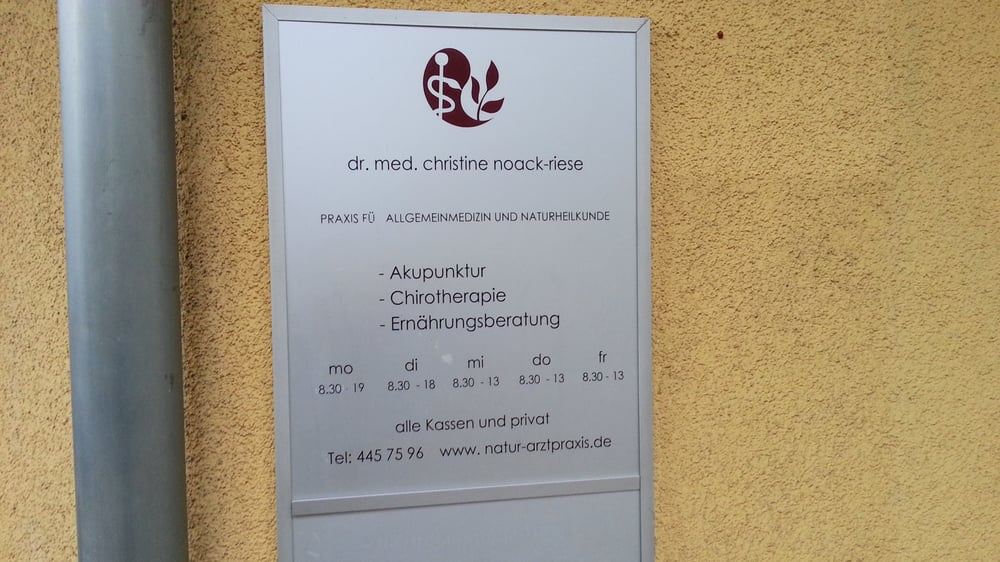 dr. med. christine noack-riese
PRAXIS FÜ ALLGEMEINMEDIZIN UND NATURHEILKUNDE
- Akupunktur
- Chirotherapie
- Ernährungsberatung
mo di mi do fr
8.30 - 19 8.30 - 18 8.30 - 13 8.30 - 13 8.30 - 13
alle Kassen und privat
Tel: 445 75 96 www. natur-arztpraxis.de